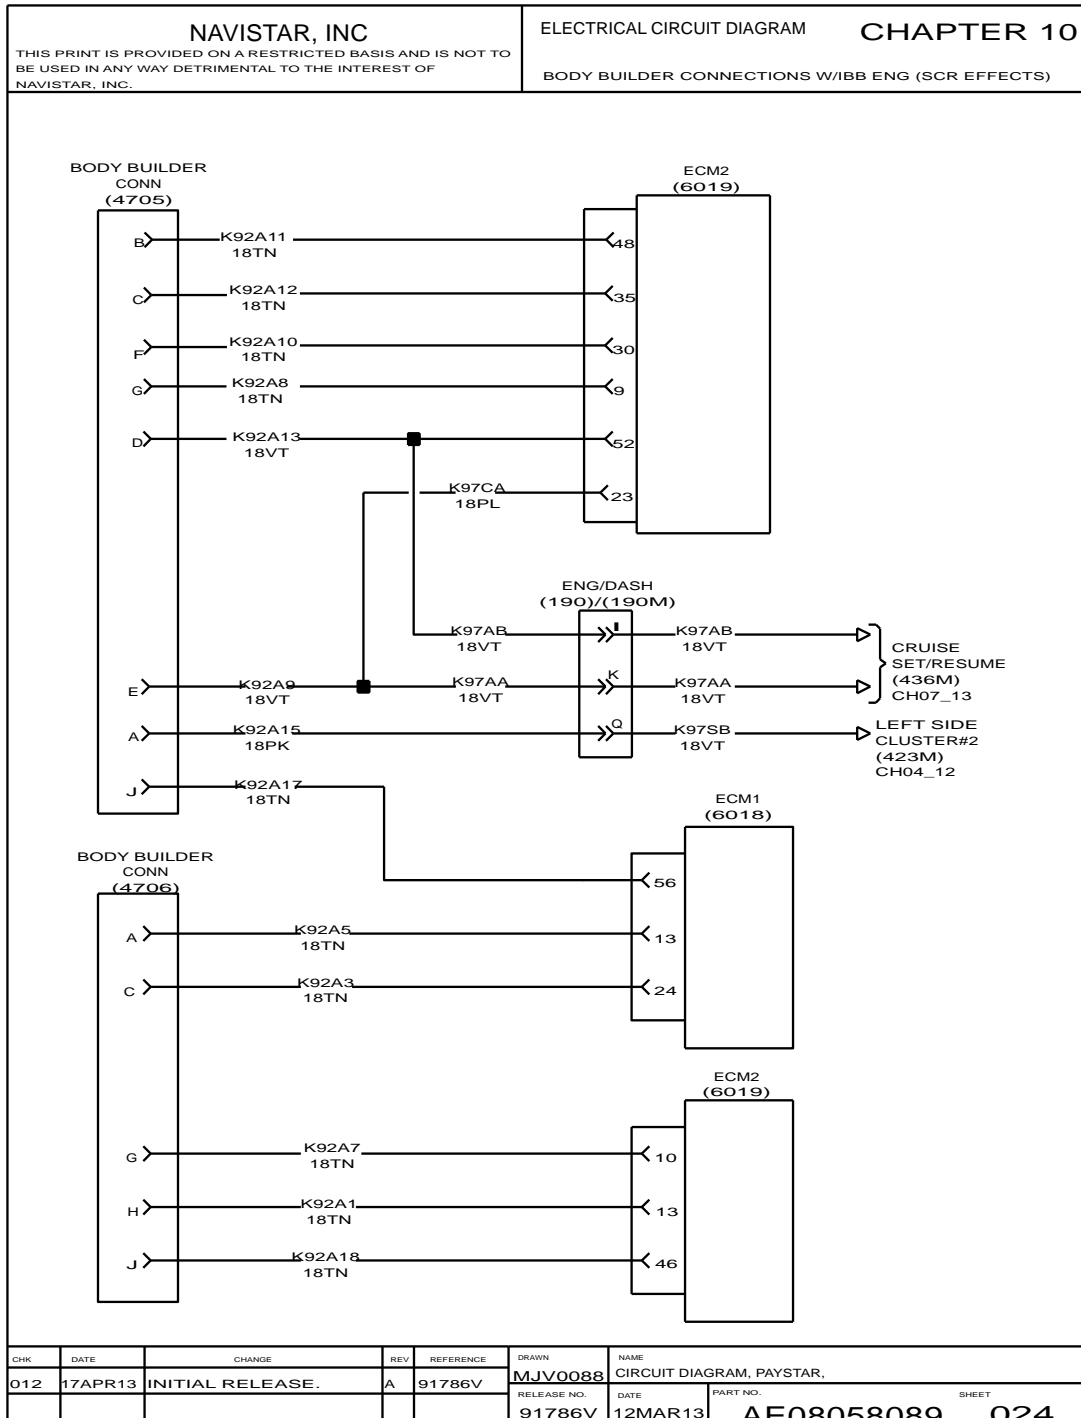 NAVISTAR, INC
THIS PRINT IS PROVIDED ON A RESTRICTED BASIS AND IS NOT TO
BE USED IN ANY WAY DETRIMENTAL TO THE INTEREST OF
NAVISTAR, INC.
ELECTRICAL CIRCUIT DIAGRAM
CHAPTER 10
BODY BUILDER CONNECTIONS W/IBB ENG (SCR EFFECTS)
BODY BUILDER
CONN
(4705)
ECM2
(6019)
B
K92A11
18TN
48
C
K92A12
18TN
35
F
K92A10
18TN
30
G
K92A8
18TN
9
D
K92A13
18VT
52
K97CA
18PL
23
ENG/DASH
(190)/(190M)
K97AB
18VT
K97AB
18VT
CRUISE
SET/RESUME
(436M)
CH07_13
E
K92A9
18VT
K97AA
18VT
K
K97AA
18VT
A
K92A15
18PK
Q
K97SB
18VT
LEFT SIDE
CLUSTER#2
(423M)
CH04_12
J
K92A17
18TN
ECM1
(6018)
56
BODY BUILDER
CONN
(4706)
A
K92A5
18TN
13
C
K92A3
18TN
24
ECM2
(6019)
G
K92A7
18TN
10
H
K92A1
18TN
13
J
K92A18
18TN
46
CHK DATE CHANGE REV REFERENCE
012 17APR13 INITIAL RELEASE. A 91786V
DRAWN
MJV0088
NAME
CIRCUIT DIAGRAM, PAYSTAR,
RELEASE NO.
91786V
DATE
12MAR13
PART NO.
AE08058089
SHEET
024